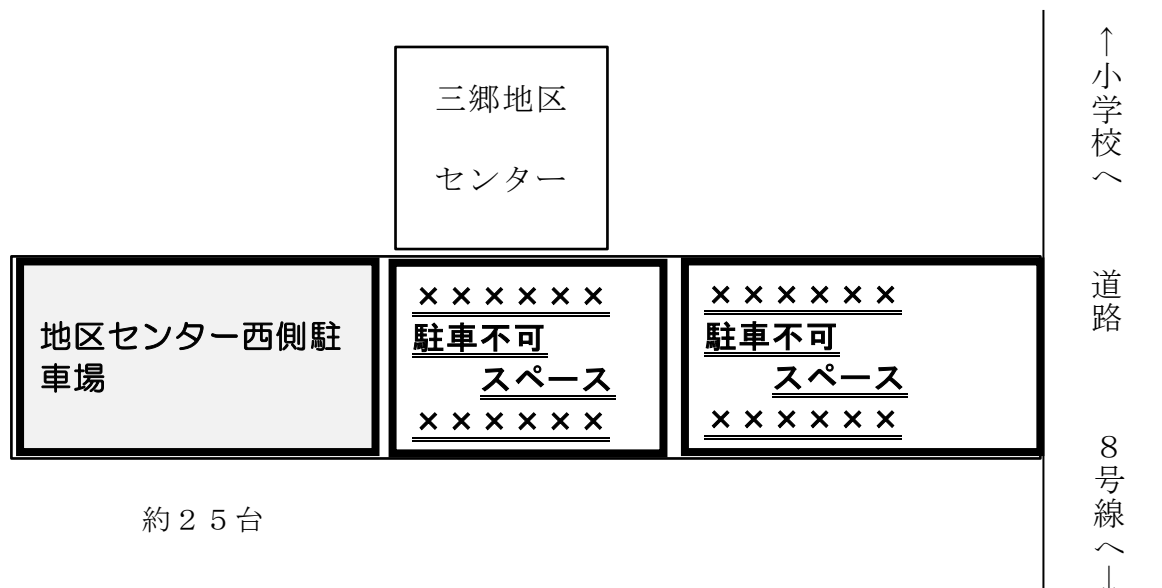 三郷地区
センター
地区センター西側駐
車場
××××××
駐車不可
スペース
××××××
××××××
駐車不可
スペース
××××××
約２５台
↑小学校へ
道路
８号線へ↓